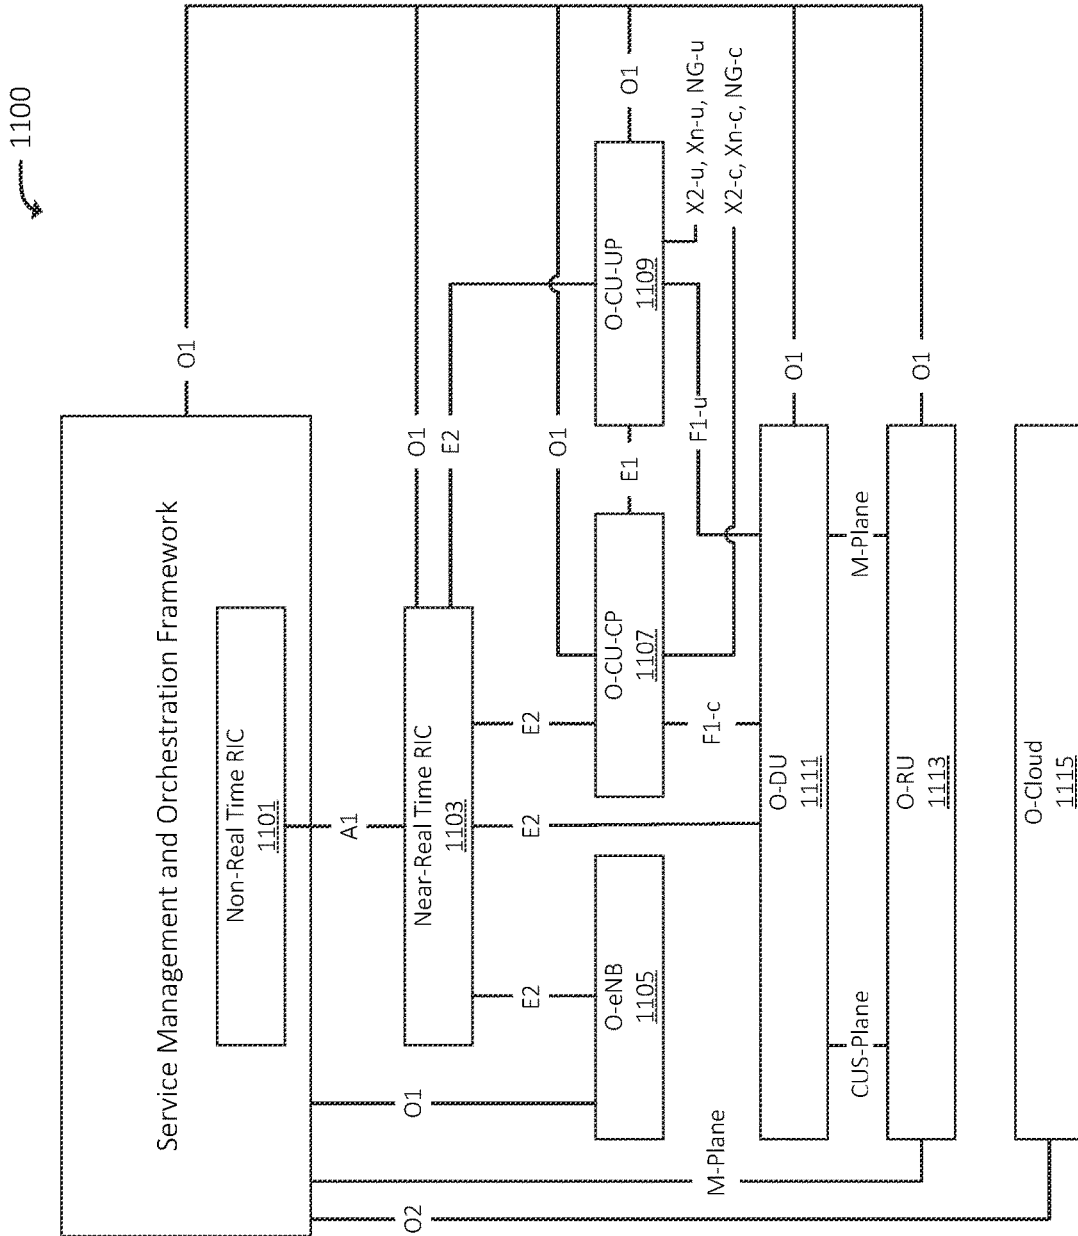 1100
Service Management and Orchestration Framework
Non-Real Time RIC
1101
O1
A1
O2
M-Plane
O1
Near-Real Time RIC
1103
O1
E2
E2
E2
E2
O1
O-eNB
1105
O-CU-CP
1107
E1
O-CU-UP
1109
O1
F1-c
F1-u
X2-u, Xn-u, NG-u
X2-c, Xn-c, NG-c
O-DU
1111
O1
CUS-Plane
M-Plane
O-RU
1113
O1
O-Cloud
1115